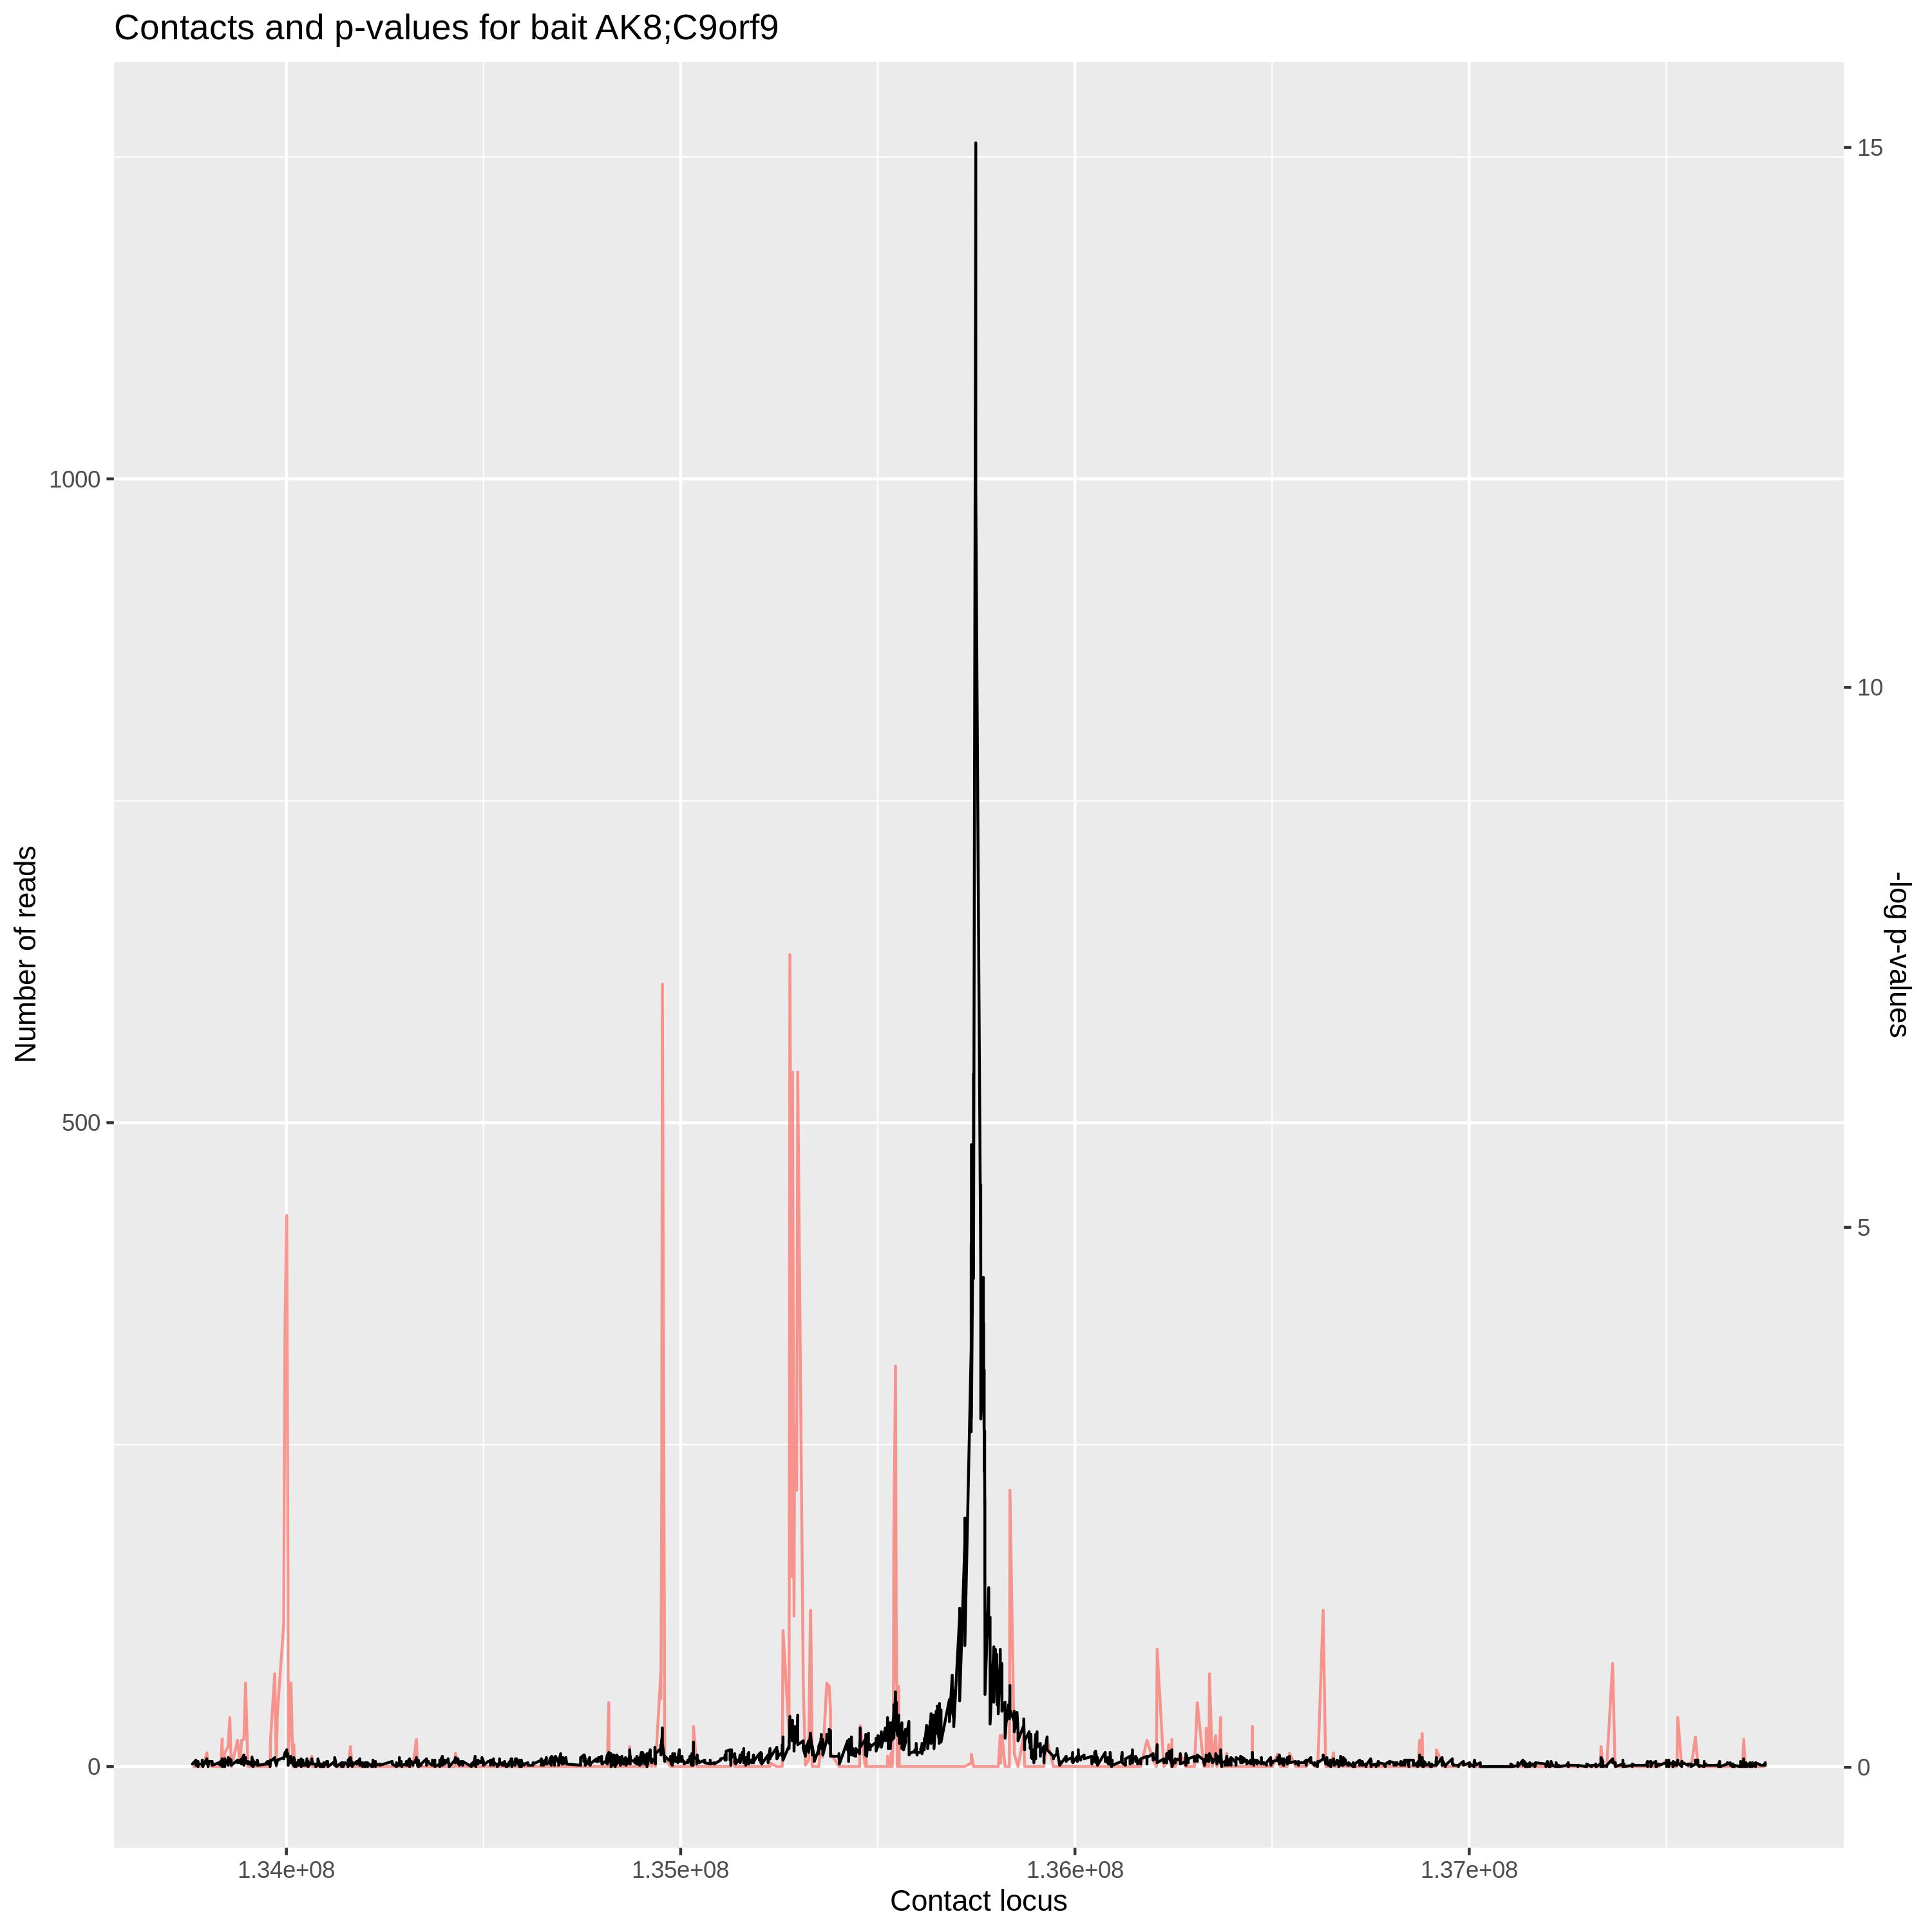 Contacts and p-values for bait AK8;C9orf9
Number of reads
1000
500
0
15
10
5
0
-log p-values
1.34e+08
1.35e+08
1.36e+08
1.37e+08
Contact locus